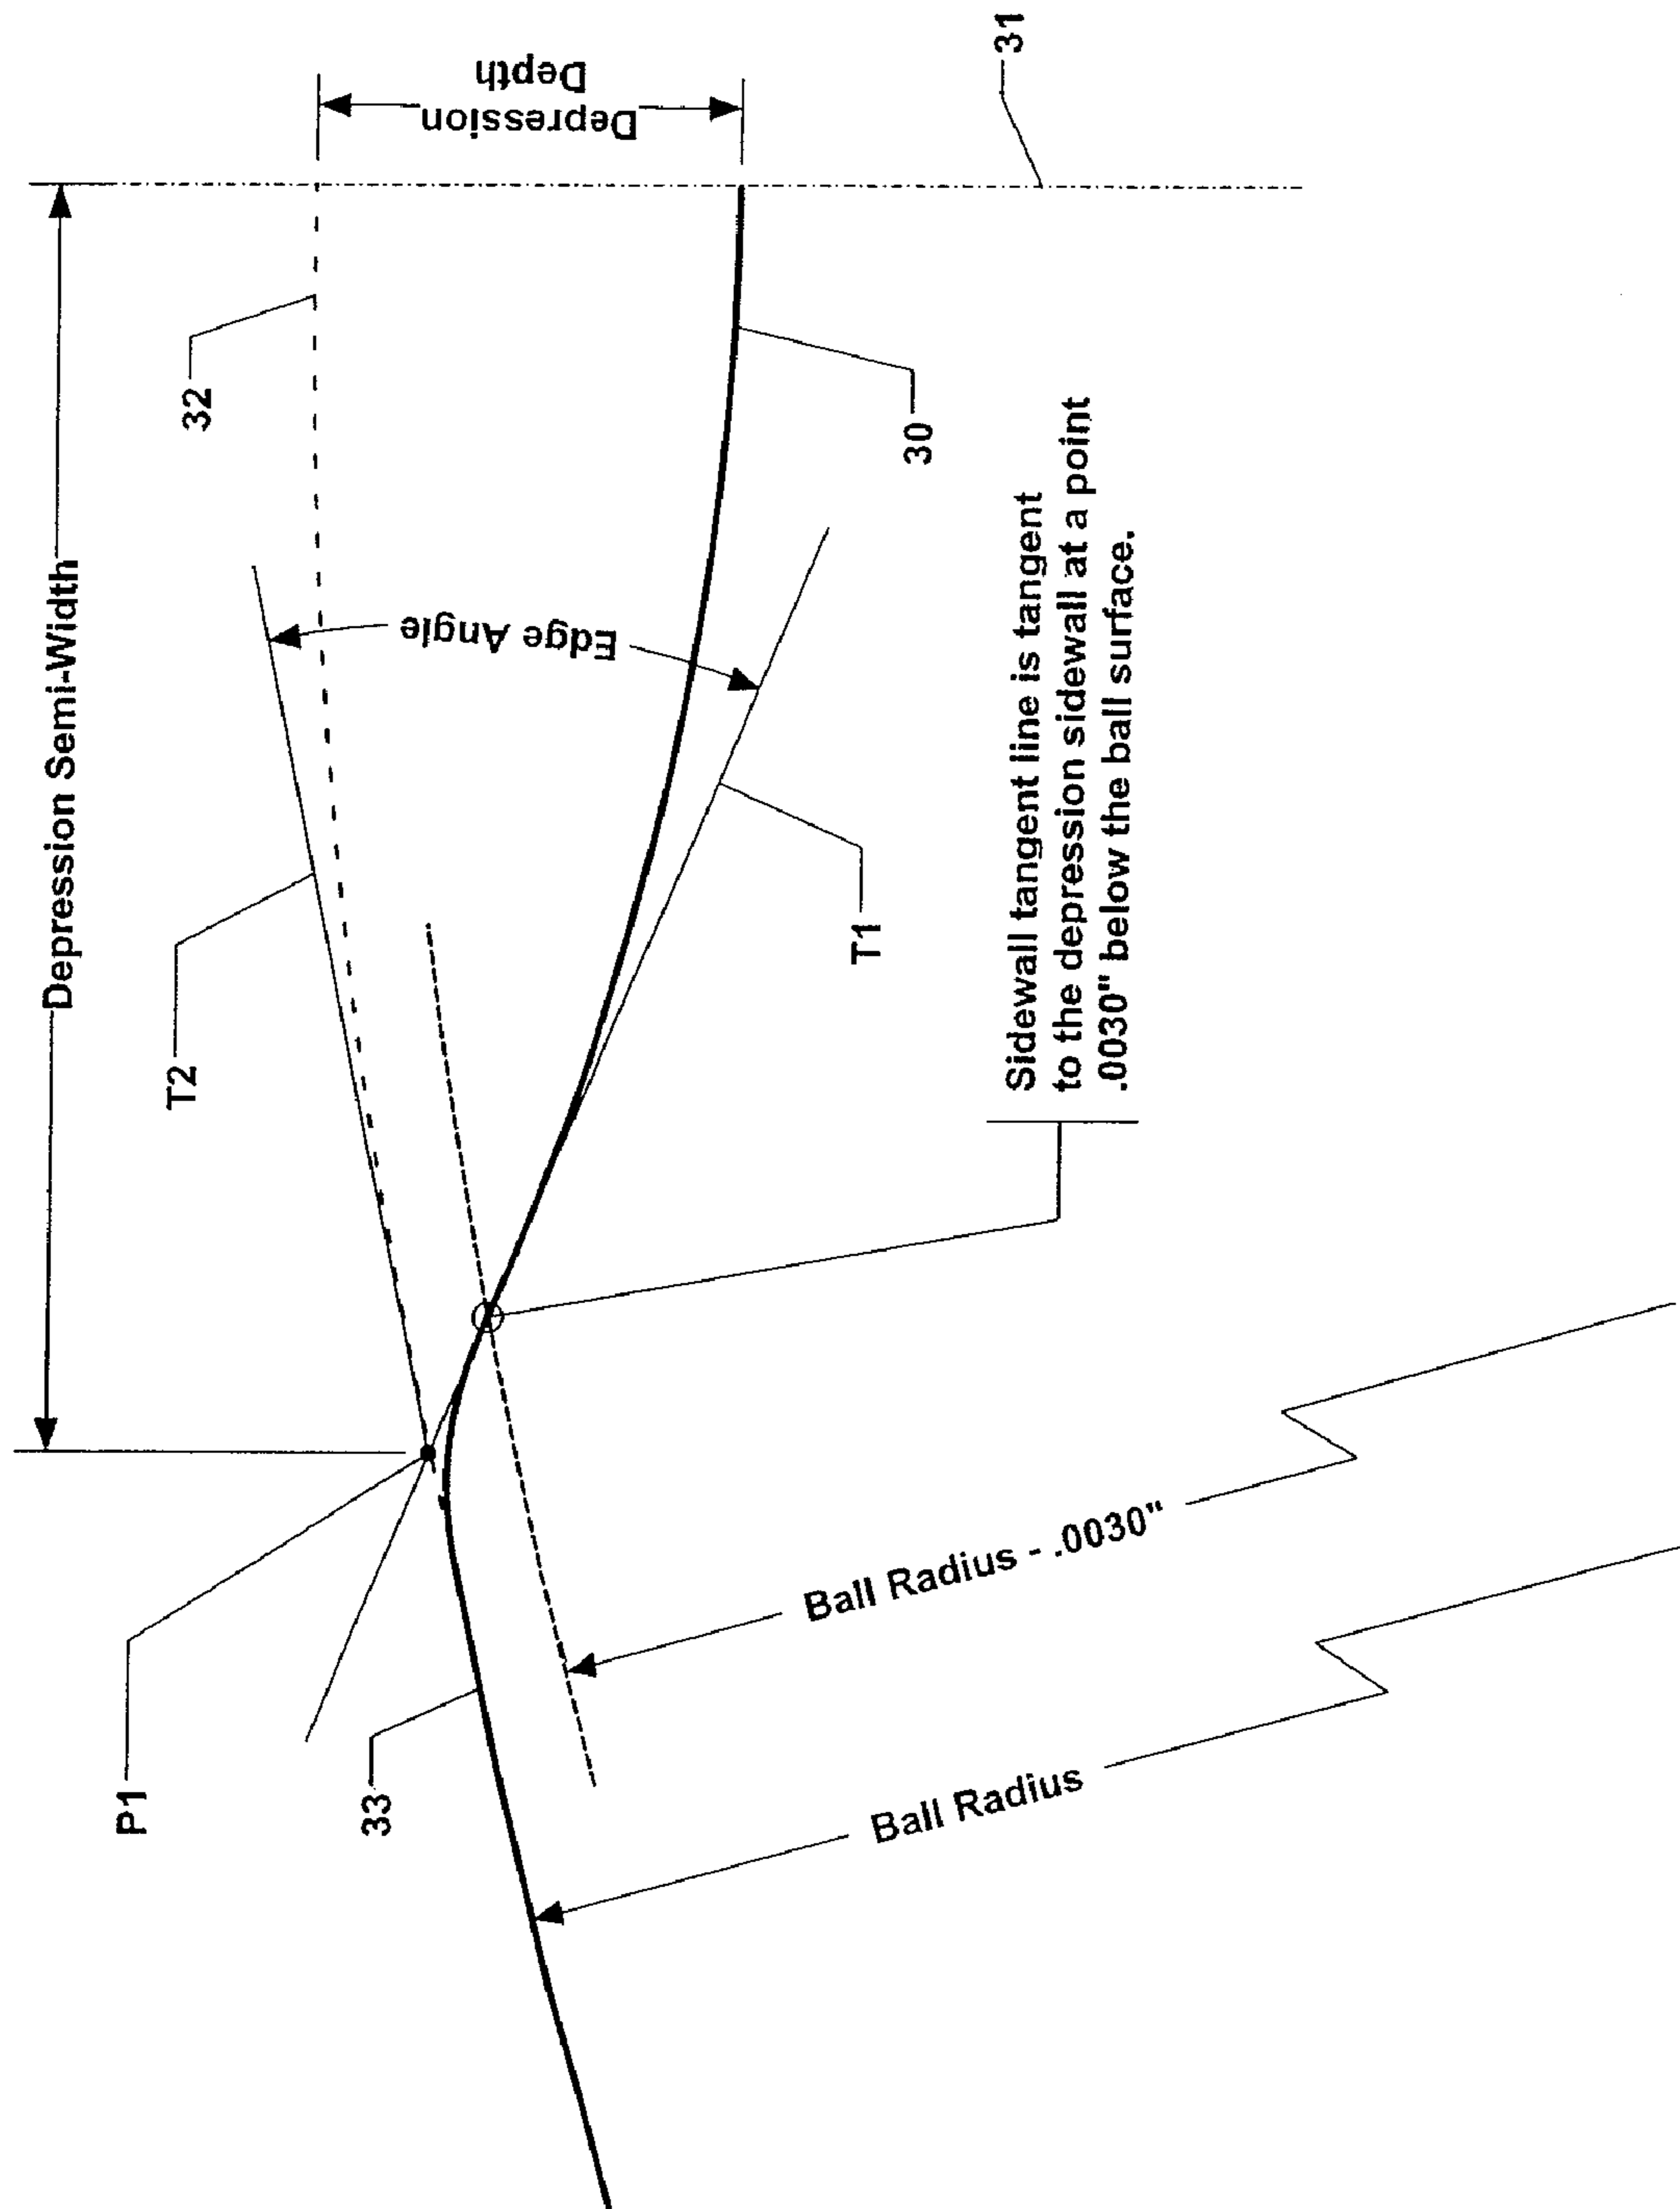 Depression Semi-Width
Depression
Depth
31
32
30
Edge Angle
T2
T1
Sidewall tangent line is tangent
to the depression sidewall at a point
.0030" below the ball surface.
P1
33
Ball Radius - .0030"
Ball Radius